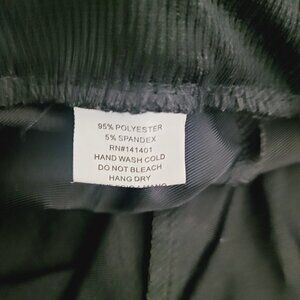 95% POLYESTER
5% SPANDEX
RN#141401
HAND WASH COLD
DO NOT BLEACH
HANG DRY